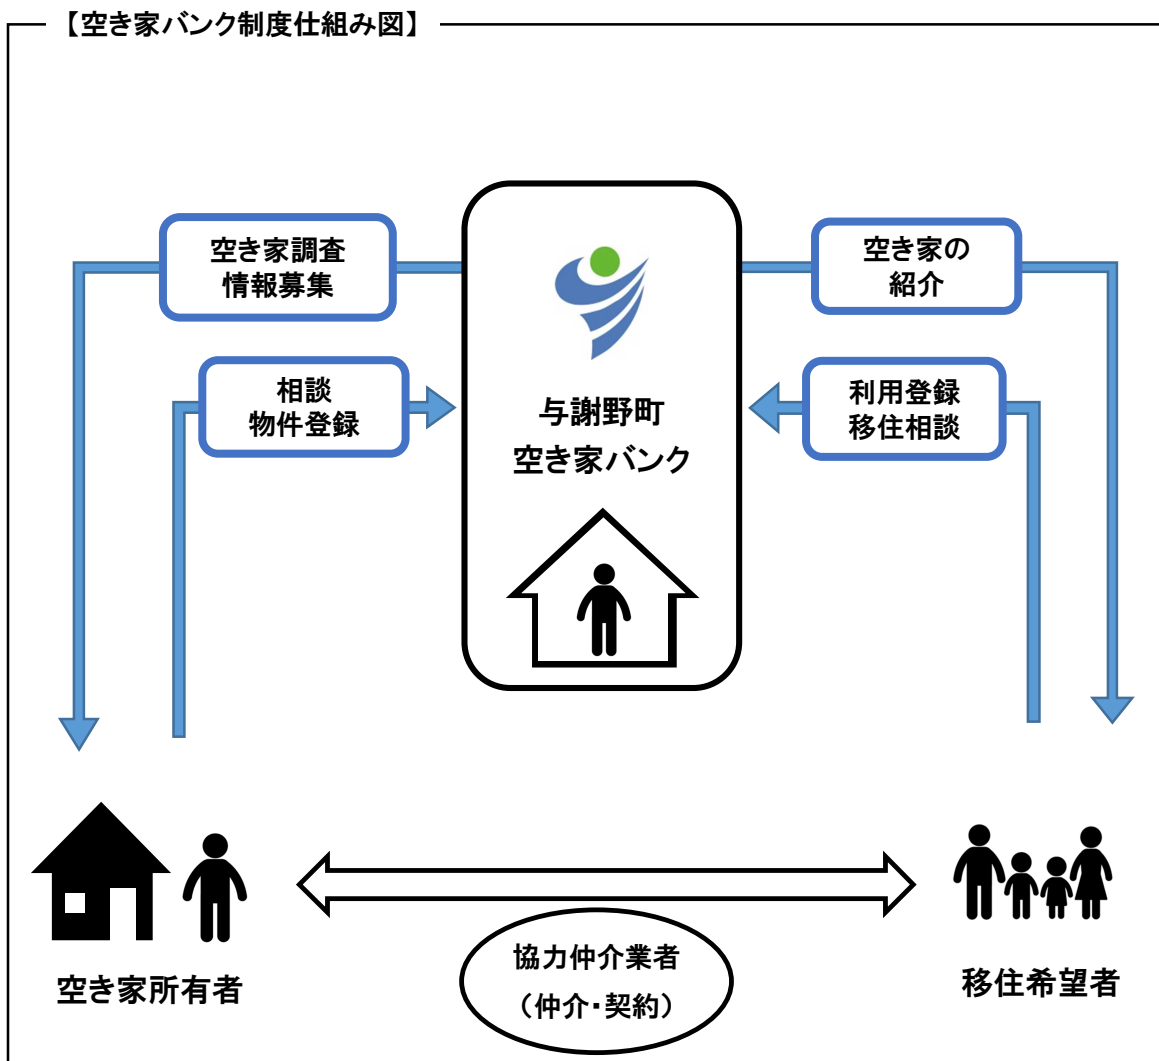 【空き家バンク制度仕組み図】
空き家調査
情報募集
空き家の
紹介
相談
物件登録
利用登録
移住相談
与謝野町
空き家バンク
空き家所有者
協力仲介業者
（仲介・契約）
移住希望者